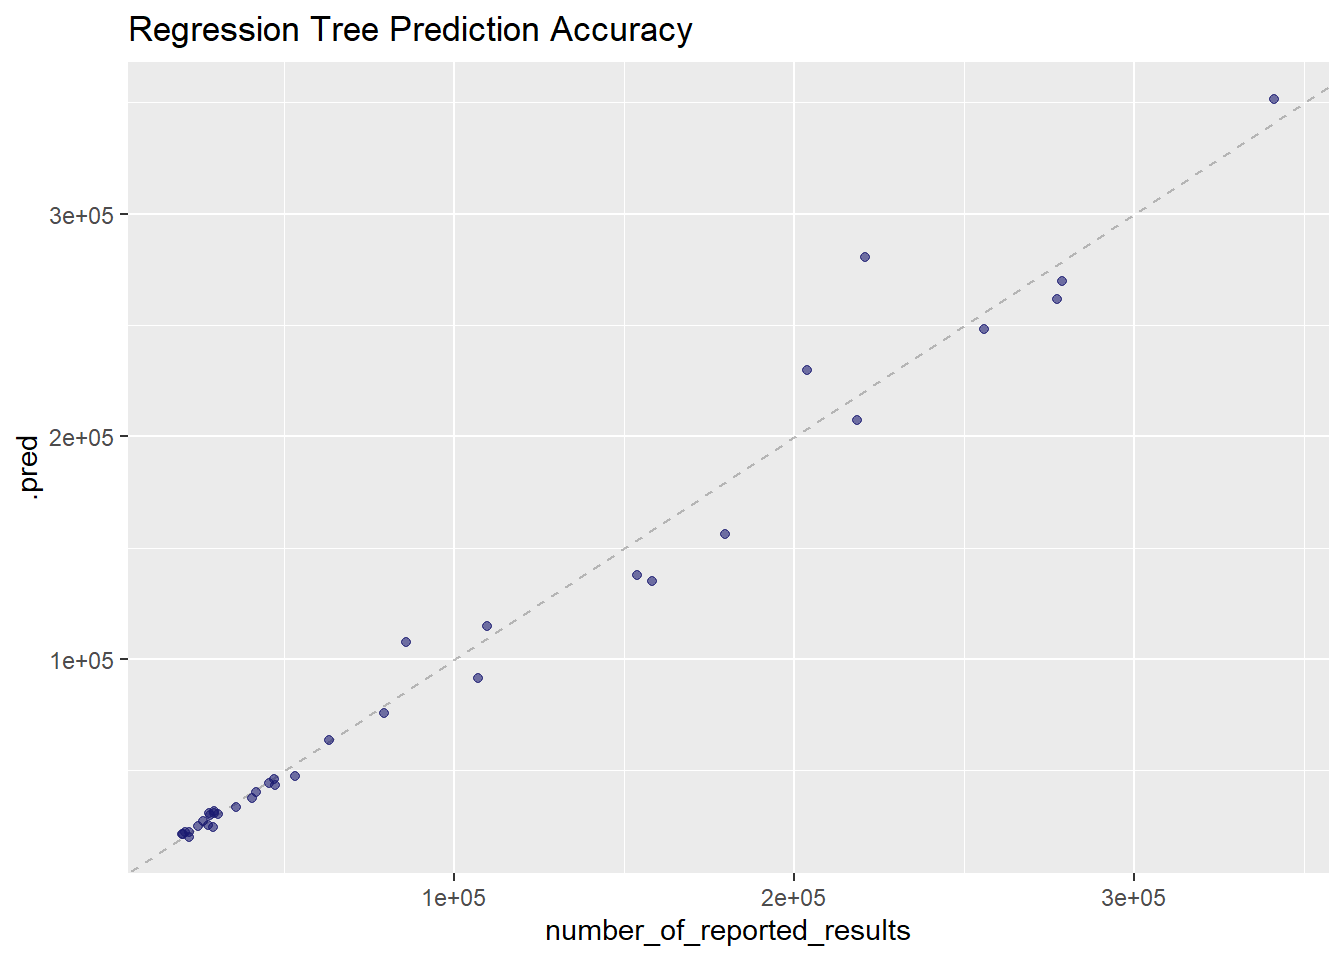 Regression Tree Prediction Accuracy
3e+05
2e+05
1e+05
.pred
1e+05 2e+05 3e+05
number_of_reported_results